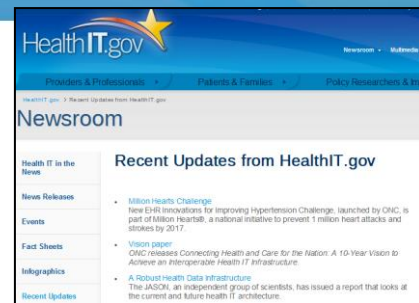 HealthIT.gov
Newsroom
Multimedia
Providers & Professionals
Patients & Families
Policy Researchers & Im
HealthIT.gov > Recent Updates from HealthIT.gov
Newsroom
Health IT in the
News
News Releases
Events
Fact Sheets
Infographics
Recent Updates
Recent Updates from HealthIT.gov
Million Hearts Challenge
New EHR Innovations for Improving Hypertension Challenge, launched by ONC, is
part of Million Hearts®, a national initiative to prevent 1 million heart attacks and
strokes by 2017.
Vision paper
ONC releases Connecting Health and Care for the Nation: A 10-Year Vision to
Achieve an Interoperable Health IT Infrastructure.
A Robust Health Data Infrastructure
The JASON, an independent group of scientists, has issued a report that looks at
the current and future health IT architecture.